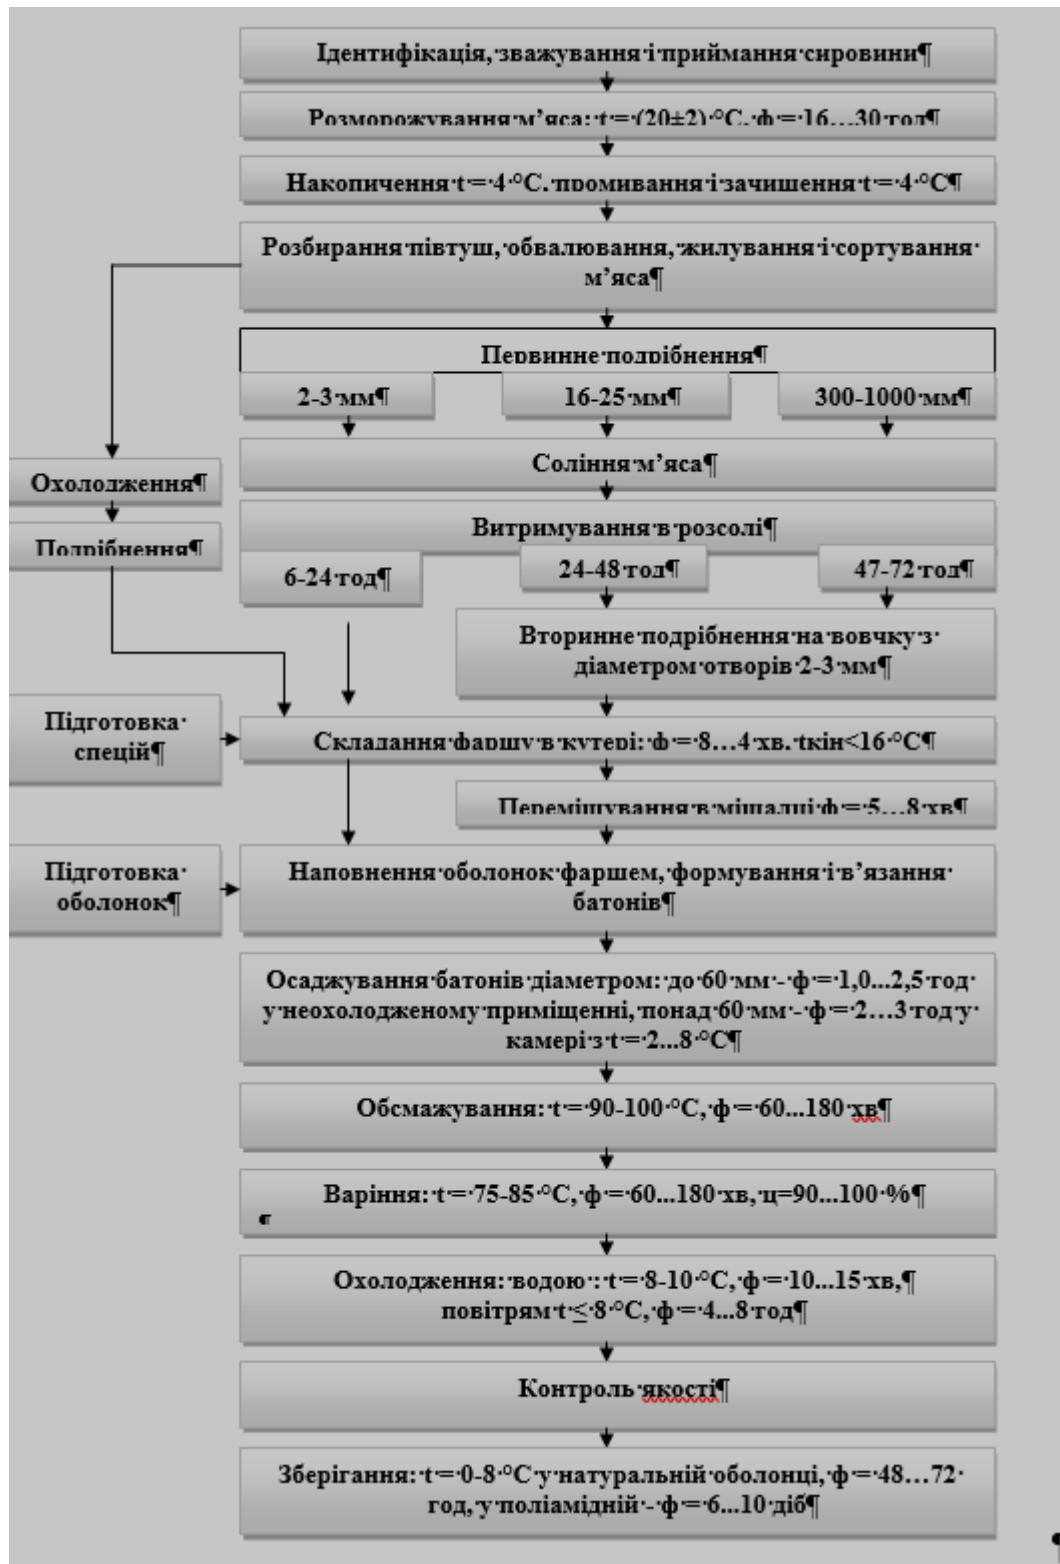 Ідентифікація, зважування і приймання сировини¶
Розморожування м’яса: t = (20±2) °С, ф = 16…30 год¶
Накопичення t = 4 °С, промивання і зачишення t = 4 °С¶
Розбирання півтуш, обвалювання, жилування і сортування
м’яса¶
Первинне подрібнення¶
2-3 мм¶
16-25 мм¶
300-1000 мм¶
Соління м’яса¶
Охолодження¶
Витримування в розсолі¶
Подрібнення¶
6-24 год¶
24-48 год¶
47-72 год¶
Вторинне подрібнення на вовчку з
діаметром отворів 2-3 мм¶
Підготовка
спецій¶
Складання фаршу в кутері: ф = 8…4 хв, tкін<16 °С¶
Перемішування в мішалці ф = 5…8 хв¶
Підготовка
оболонок¶
Наповнення оболонок фаршем, формування і в’язання
батонів¶
Осаджування батонів діаметром: до 60 мм - ф = 1,0...2,5 год
у неохолодженому приміщенні, понад 60 мм - ф = 2…3 год у
камері з t = 2...8 °С¶
Обсмажування: t = 90-100 °С, ф = 60...180 хв¶
Варіння: t = 75-85 °С, ф = 60...180 хв, ц=90...100 %¶
¶
Охолодження: водою : t = 8-10 °С, ф = 10...15 хв,¶
повітрям t ≤ 8 °С, ф = 4...8 год¶
Контроль якості¶
Зберігання: t = 0-8 °С у натуральній оболонці, ф = 48…72
год, у поліамідній - ф = 6...10 діб¶
¶